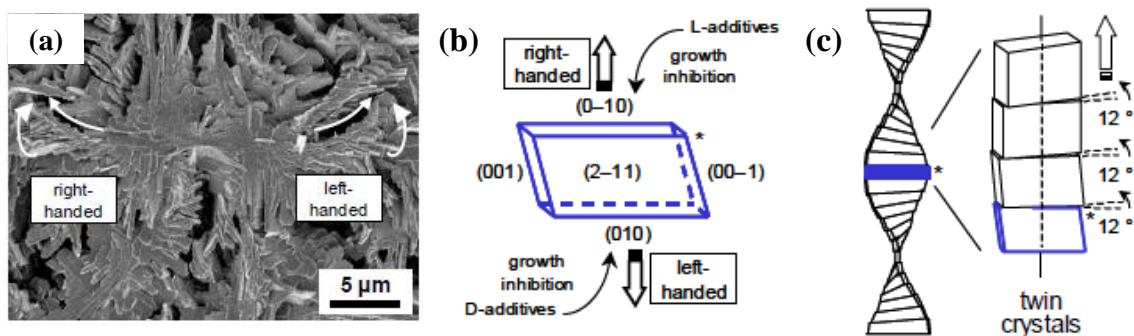 (a)
right-
handed
left-
handed
5 µm
(b)
right-
handed
L-additives
growth
inhibition
(0–10)
*
(001)
(2–11)
(00–1)
(010)
growth
inhibition
D-additives
left-
handed
(c)
*
12 °
12 °
12 °
*
twin
crystals